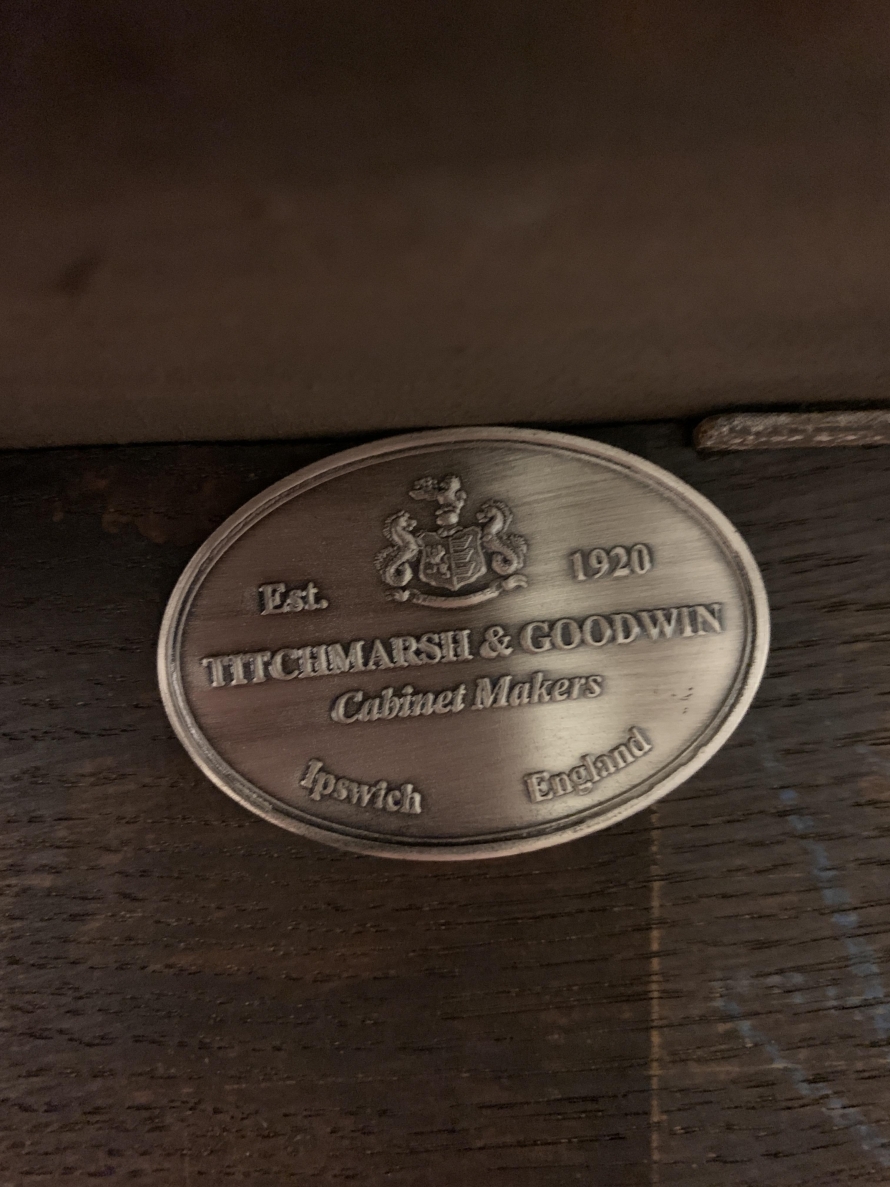 Est. 1920
TITCHMARSH & GOODWIN
Cabinet Makers
Ipswich England